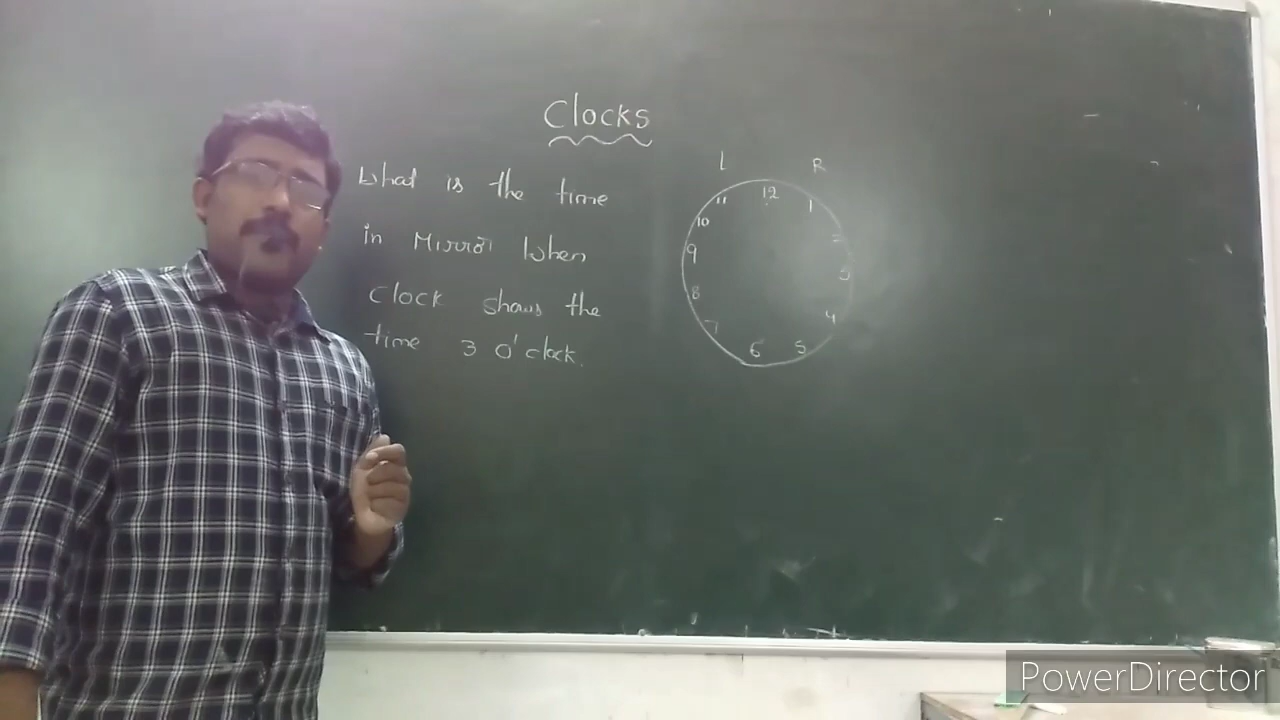 Clocks
What is the time
in Mirror When
Clock shows the
time 3 O'clock.
L R
12
11 1
10 2
9 3
8 4
7 5
6
PowerDirector